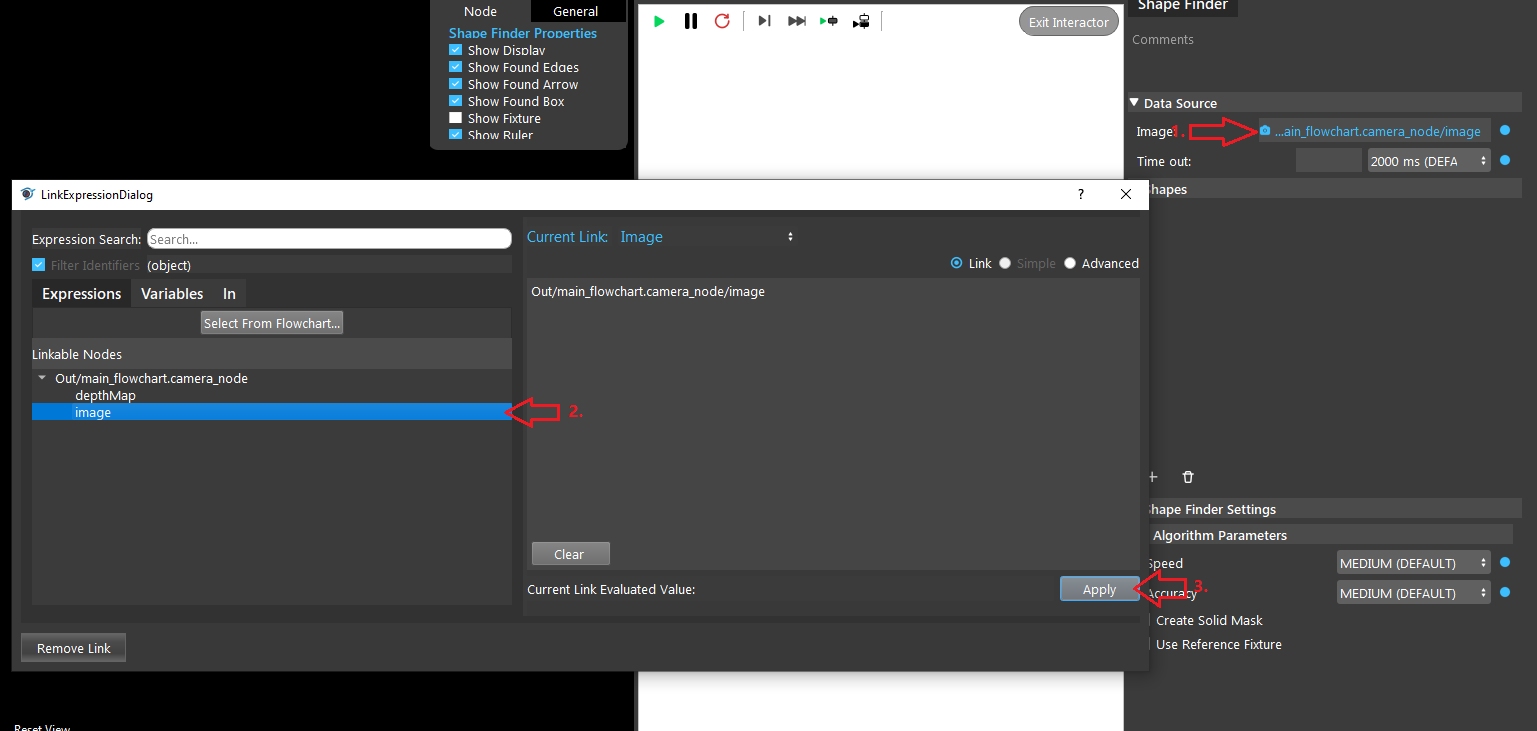 Node
General
Shape Finder Properties
Show Display
Show Found Edges
Show Found Arrow
Show Found Box
Show Fixture
Show Ruler
Exit Interactor
Shape Finder
Comments
Data Source
Image
1.
...ain_flowchart.camera_node/image
Time out:
2000 ms (DEFA
hapes
LinkExpressionDialog
?
Expression Search:
Search...
Filter Identifiers
(object)
Expressions
Variables
In
Select From Flowchart...
Linkable Nodes
Out/main_flowchart.camera_node
depthMap
image
2.
Current Link:
Image
Link
Simple
Advanced
Out/main_flowchart.camera_node/image
Clear
Current Link Evaluated Value:
Apply
3.
Remove Link
hape Finder Settings
Algorithm Parameters
Speed
MEDIUM (DEFAULT)
Accuracy
MEDIUM (DEFAULT)
Create Solid Mask
Use Reference Fixture
Reset View